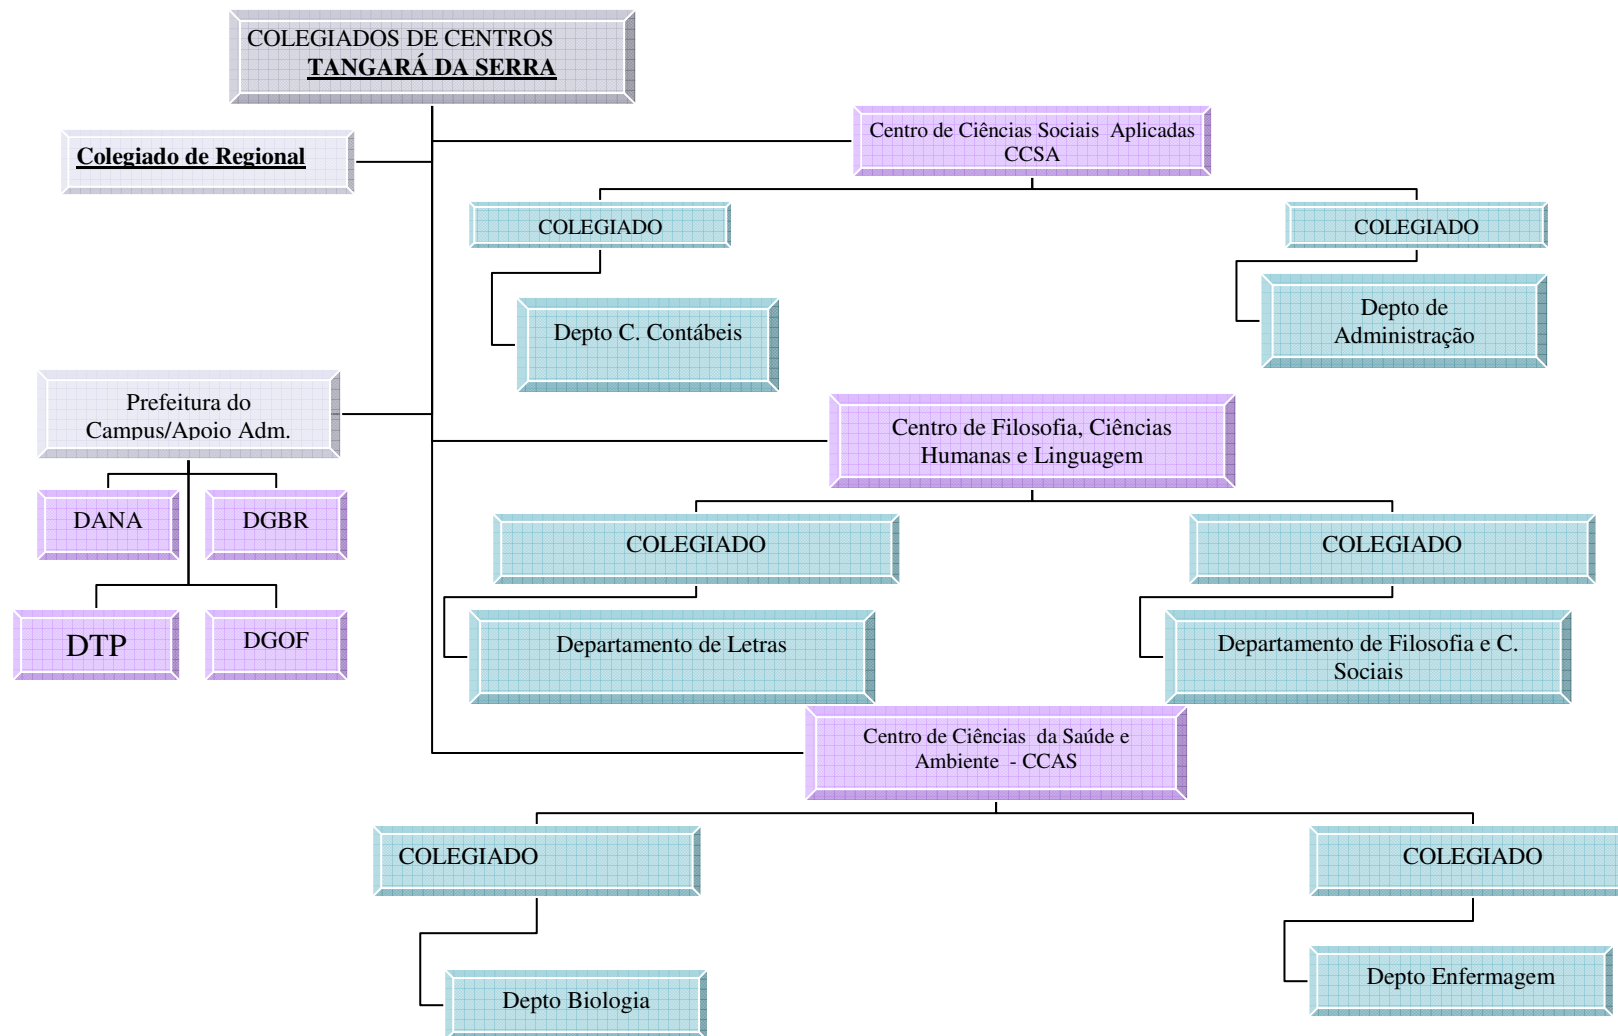 COLEGIADOS DE CENTROS
TANGARÁ DA SERRA
Colegiado de Regional
Centro de Ciências Sociais Aplicadas
CCSA
COLEGIADO
COLEGIADO
Depto C. Contábeis
Depto de
Administração
Prefeitura do
Campus/Apoio Adm.
Centro de Filosofia, Ciências
Humanas e Linguagem
DANA
DGBR
COLEGIADO
COLEGIADO
DTP
DGOF
Departamento de Letras
Departamento de Filosofia e C.
Sociais
Centro de Ciências da Saúde e
Ambiente - CCAS
COLEGIADO
COLEGIADO
Depto Biologia
Depto Enfermagem